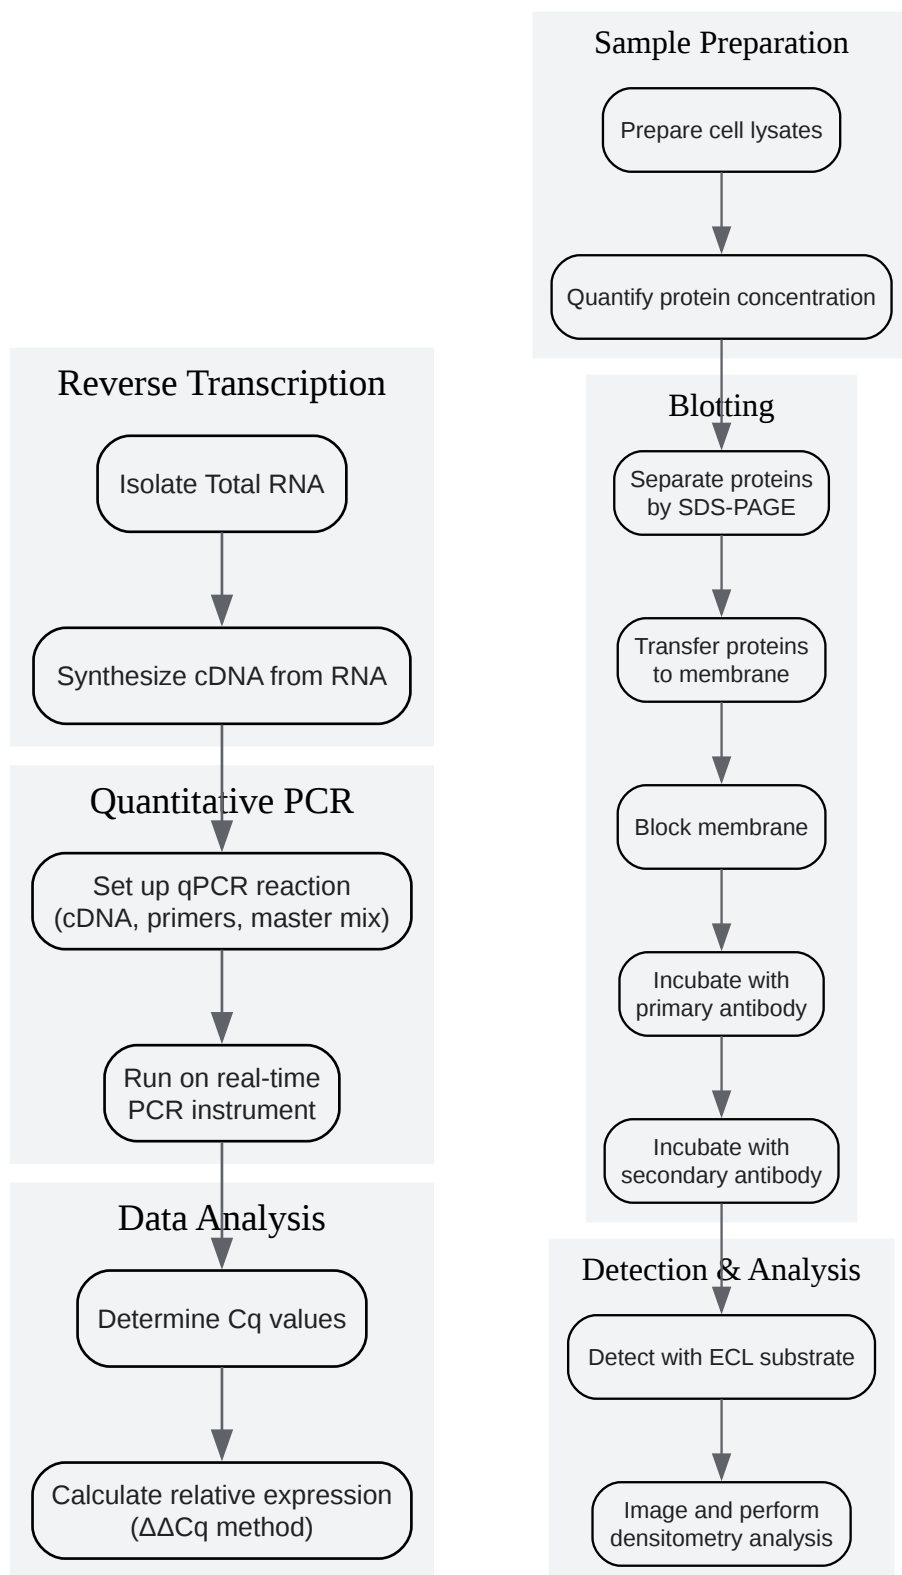 Reverse Transcription
Isolate Total RNA
Synthesize cDNA from RNA
Quantitative PCR
Set up qPCR reaction
(cDNA, primers, master mix)
Run on real-time
PCR instrument
Data Analysis
Determine Cq values
Calculate relative expression
(ΔΔCq method)
Sample Preparation
Prepare cell lysates
Quantify protein concentration
Blotting
Separate proteins
by SDS-PAGE
Transfer proteins
to membrane
Block membrane
Incubate with
primary antibody
Incubate with
secondary antibody
Detection & Analysis
Detect with ECL substrate
Image and perform
densitometry analysis